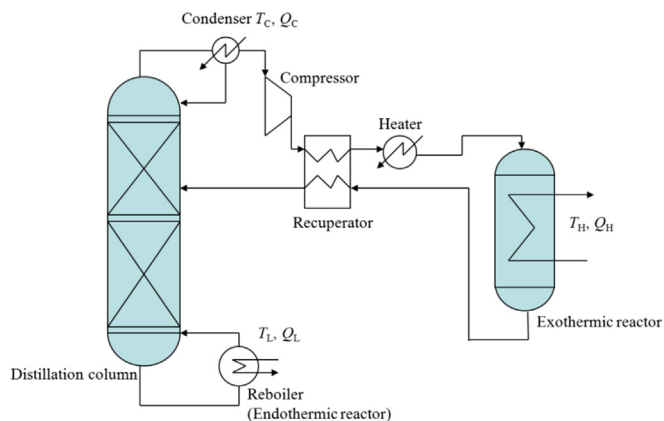 Condenser T_C, Q_C
Compressor
Heater
Recuperator
T_H, Q_H
Exothermic reactor
T_L, Q_L
Distillation column
Reboiler
(Endothermic reactor)